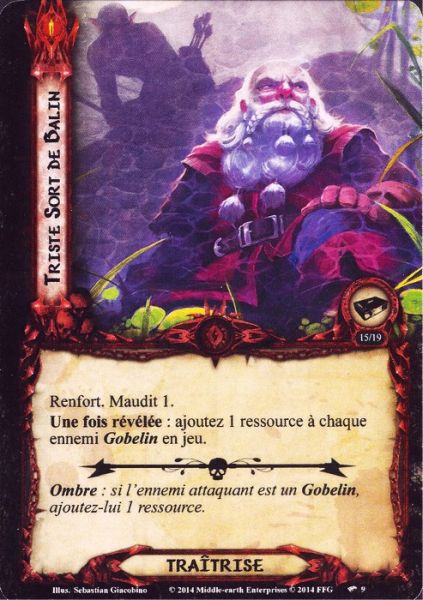 Triste Sort de Balin
15/19
Renfort. Maudit 1.
Une fois révélée : ajoutez 1 ressource à chaque
ennemi Gobelin en jeu.
Ombre : si l'ennemi attaquant est un Gobelin,
ajoutez-lui 1 ressource.
TRAÎTRISE
Illus. Sebastian Giacobino © 2014 Middle-earth Enterprises © 2014 FFG 9